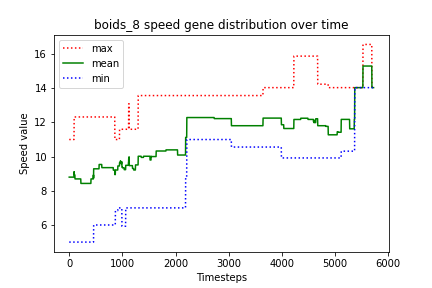 boids_8 speed gene distribution over time
max
mean
min
Speed value
16
14
12
10
8
6
0 1000 2000 3000 4000 5000 6000
Timesteps